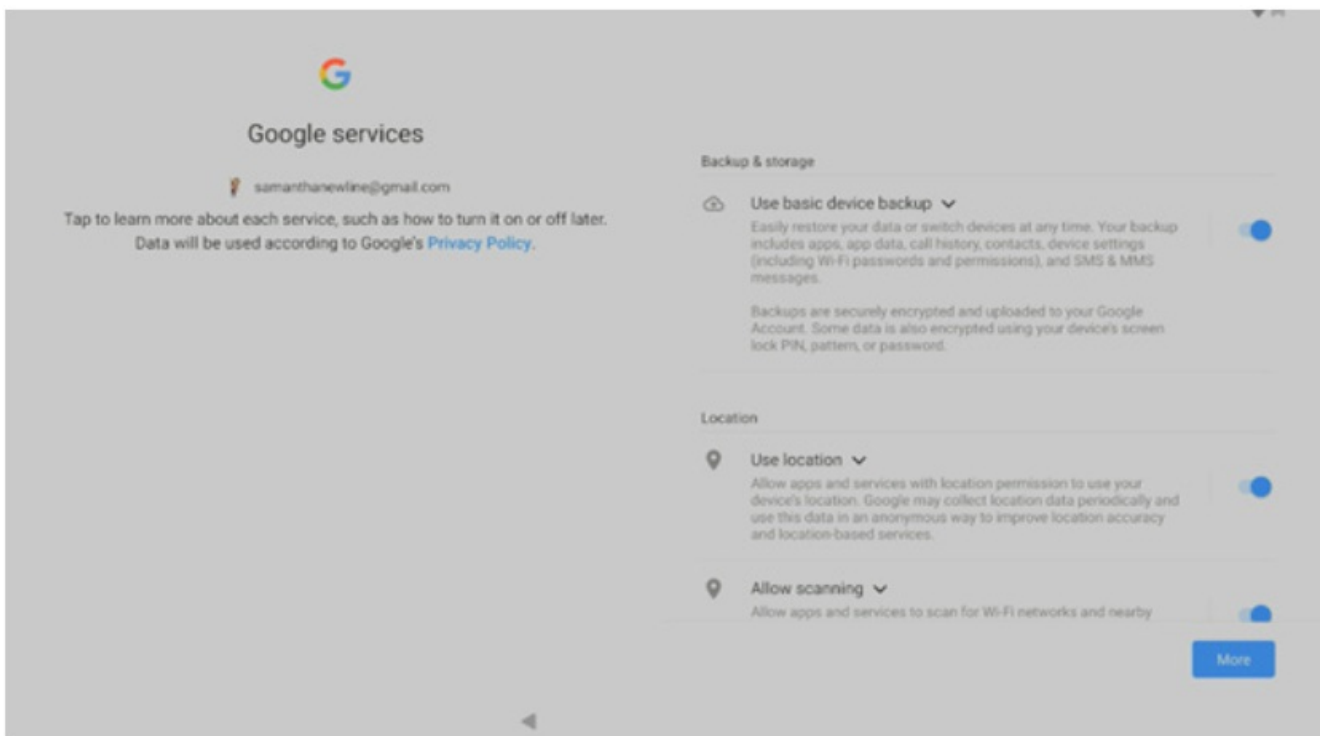 Google services
samanthanewline@gmail.com
Tap to learn more about each service, such as how to turn it on or off later.
Data will be used according to Google's Privacy Policy.
Backup & storage
Use basic device backup
Easily restore your data or switch devices at any time. Your backup
includes apps, app data, call history, contacts, device settings
(including Wi-Fi passwords and permissions), and SMS & MMS
messages.
Backups are securely encrypted and uploaded to your Google
Account. Some data is also encrypted using your device's screen
lock PIN, pattern, or password.
Location
Use location
Allow apps and services with location permission to use your
device's location. Google may collect location data periodically and
use this data in an anonymous way to improve location accuracy
and location-based services.
Allow scanning
Allow apps and services to scan for Wi-Fi networks and nearby
More